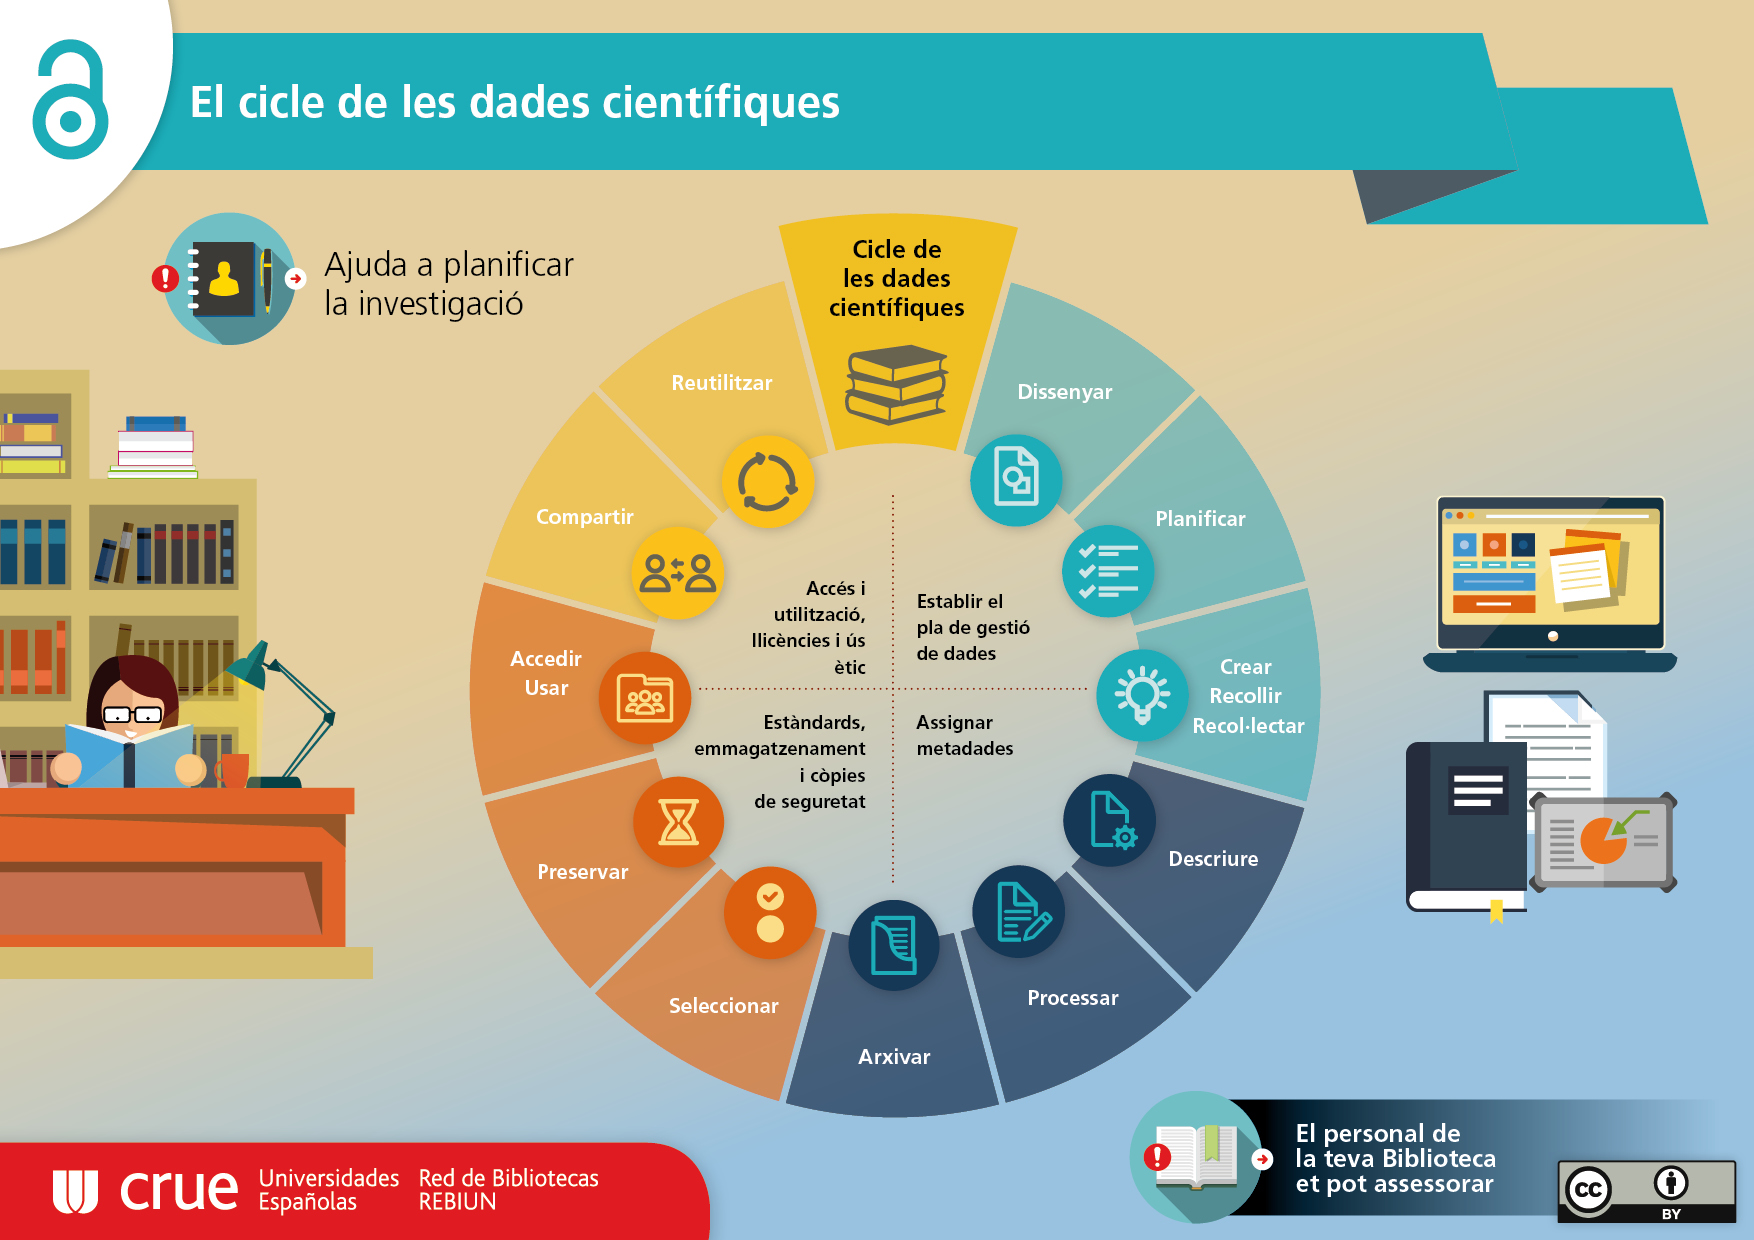 El cicle de les dades científiques
Ajuda a planificar
la investigació
Cicle de
les dades
científiques
Dissenyar
Planificar
Crear
Recollir
Recol·lectar
Descriure
Processar
Arxivar
Seleccionar
Preservar
Accedir
Usar
Compartir
Reutilitzar
Accés i
utilització,
llicències i ús
ètic
Establir el
pla de gestió
de dades
Estàndards,
emmagatzenament
i còpies
de seguretat
Assignar
metadades
El personal de
la teva Biblioteca
et pot assessorar
crue
Universidades
Españolas
Red de Bibliotecas
REBIUN
CC
BY